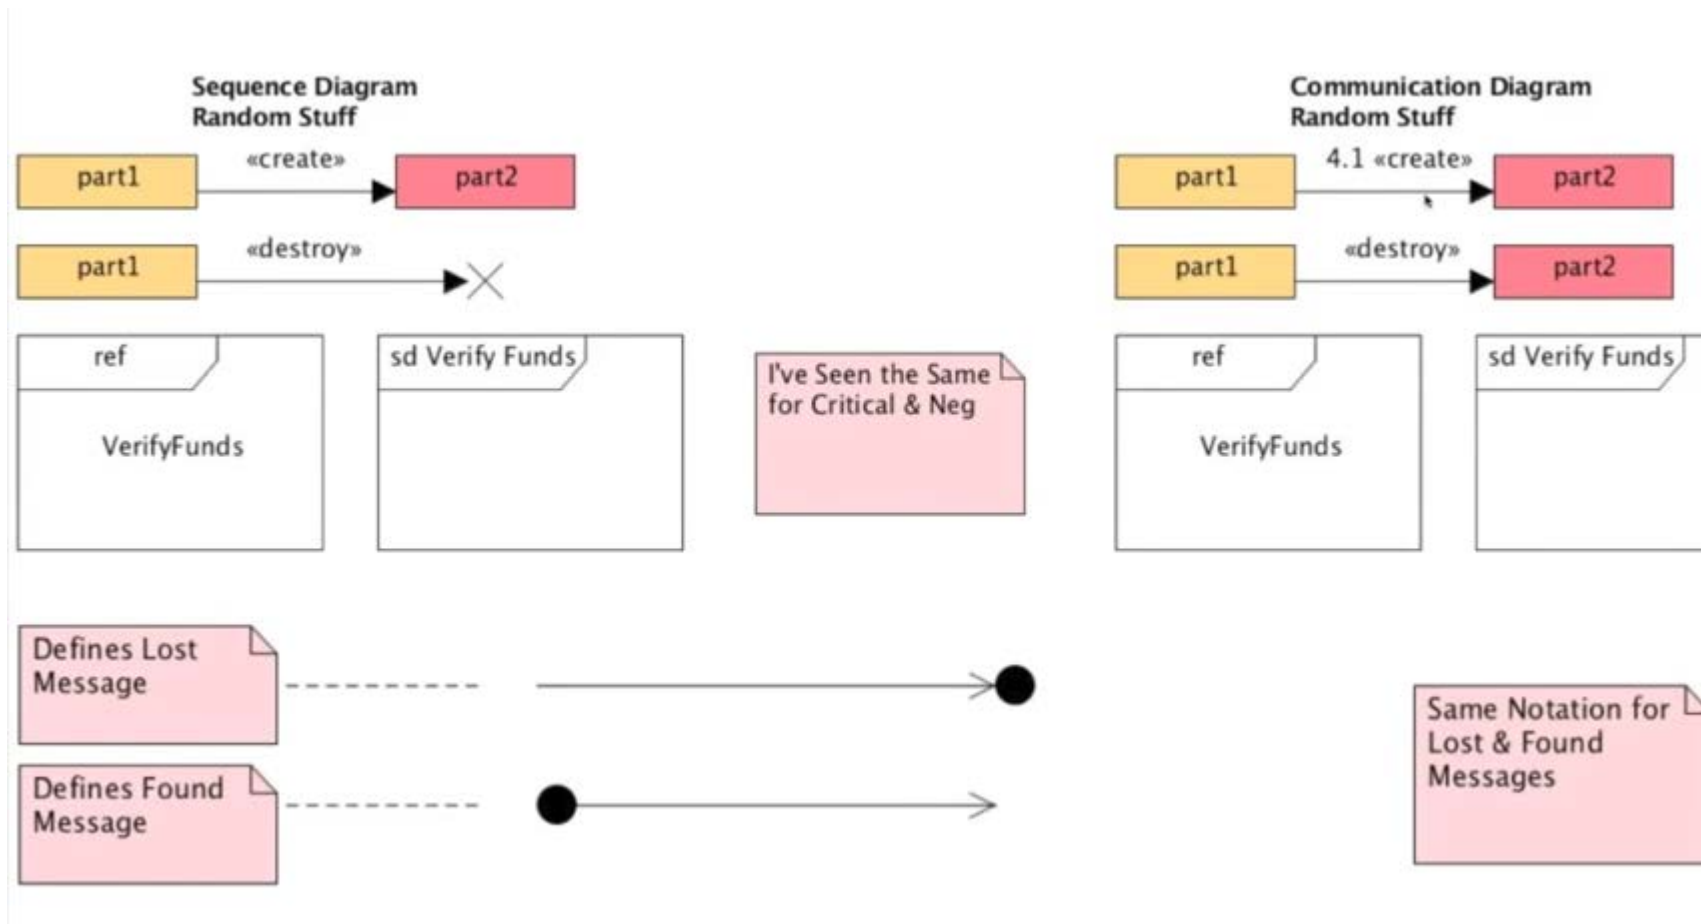 Sequence Diagram
Random Stuff
part1
«create»
part2
part1
«destroy»
ref
VerifyFunds
sd Verify Funds
I've Seen the Same
for Critical & Neg
Defines Lost
Message
Defines Found
Message
Communication Diagram
Random Stuff
part1
4.1 «create»
part2
part1
«destroy»
part2
ref
VerifyFunds
sd Verify Funds
Same Notation for
Lost & Found
Messages